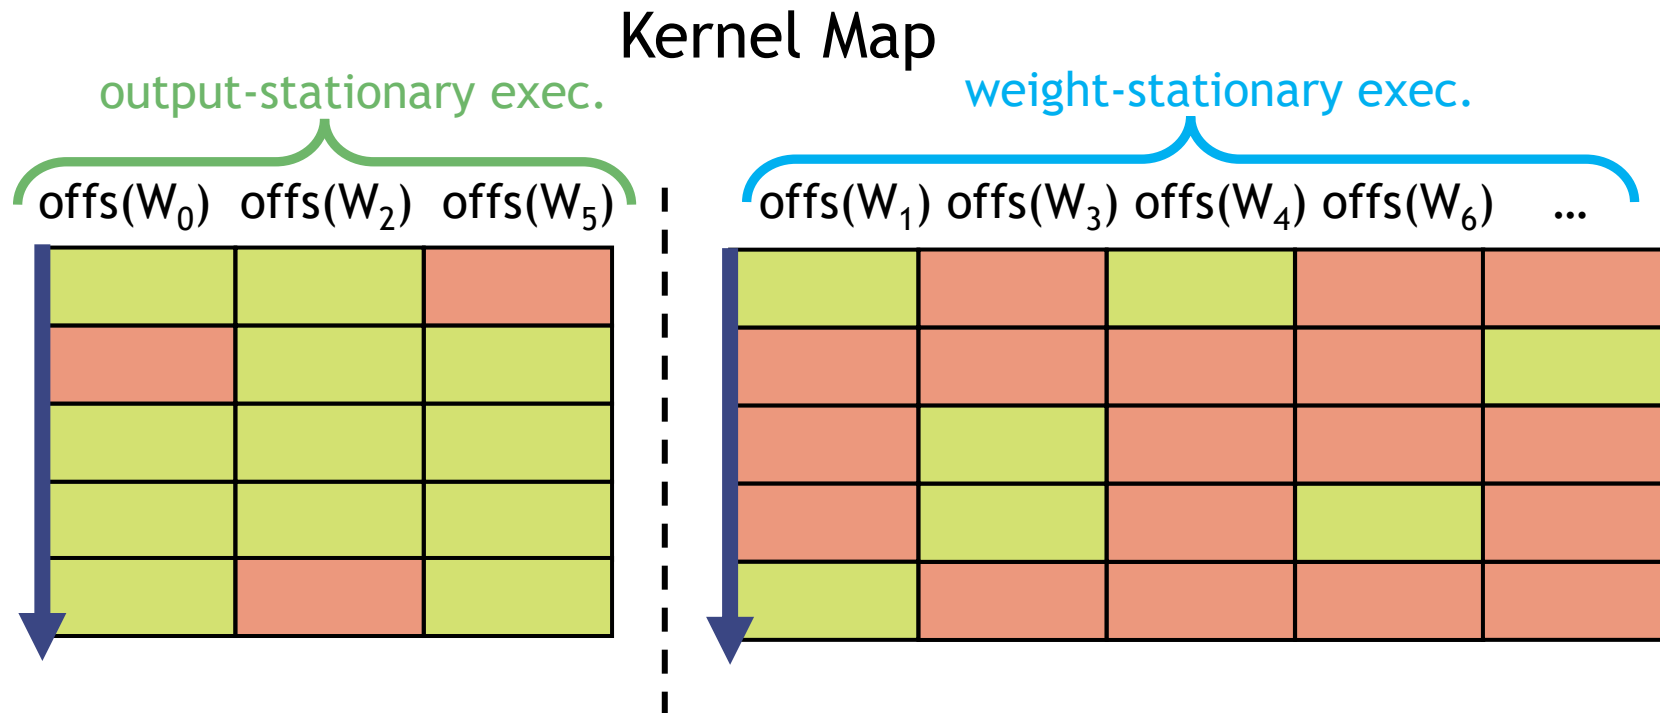 Kernel Map
output-stationary exec.
weight-stationary exec.
offs(W₀) offs(W₂) offs(W₅)
offs(W₁) offs(W₃) offs(W₄) offs(W₆) ...